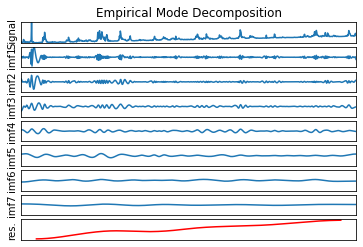 Empirical Mode Decomposition
Signal
imf1
imf2
imf3
imf4
imf5
imf6
imf7
res.